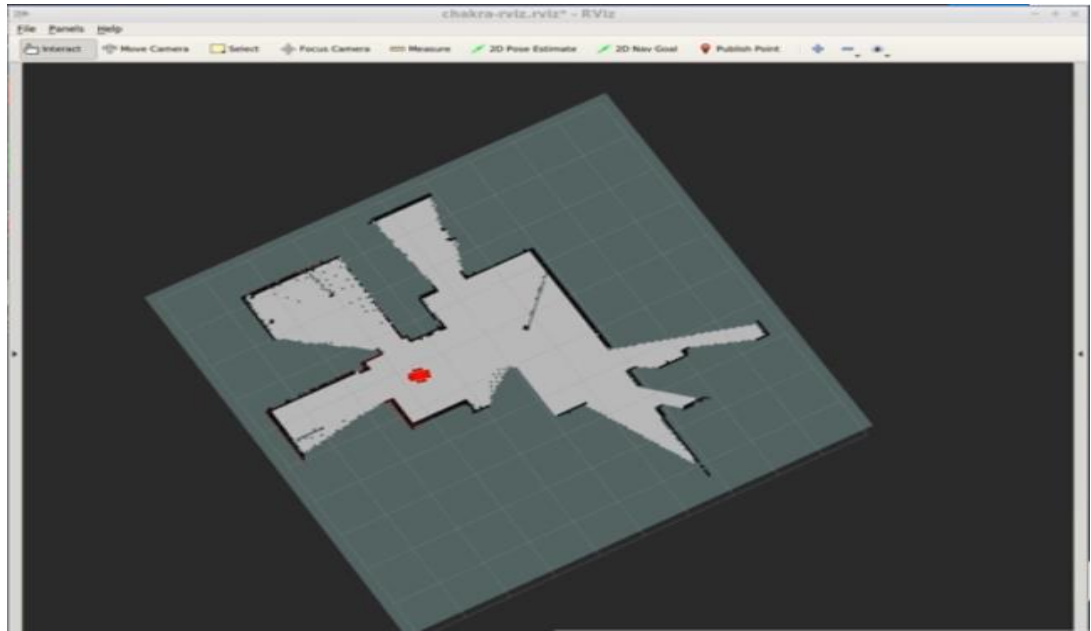 chakra-rviz.rviz* - RViz
File Panels Help
Interact Move Camera Select Focus Camera Measure 2D Pose Estimate 2D Nav Goal Publish Point